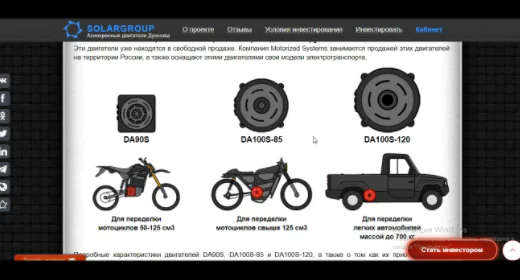 SOLARGROUP
Асинхронные двигатели Дуюнова
О проекте Отзывы Условия инвестирования Инвестировать Кабинет
Эти двигатели уже находятся в свободной продаже. Компания Motorized Systems занимается продажей этих двигателей
на территории России, а также оснащают этими двигателями свои модели электротранспорта.
DA90S DA100S-85 DA100S-120
Для переделки
мотоциклов 50-125 см3
Для переделки
мотоциклов свыше 125 см3
Для переделки
легких автомобилей
массой до 700 кг
Стать инвестором
Подробные характеристики двигателей DA90S, DA100S-85 и DA100S-120, а также о том как их